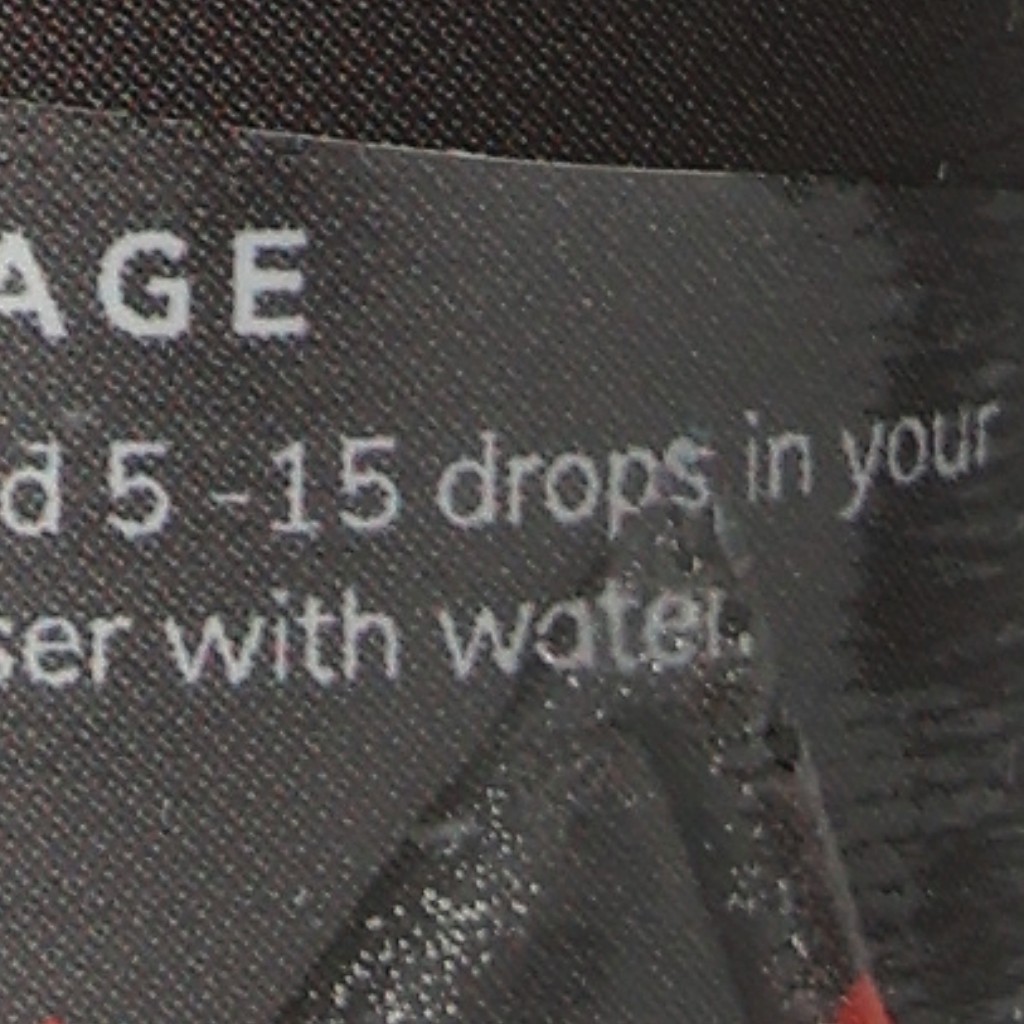 AGE
d 5 -15 drops in your
ser with water.